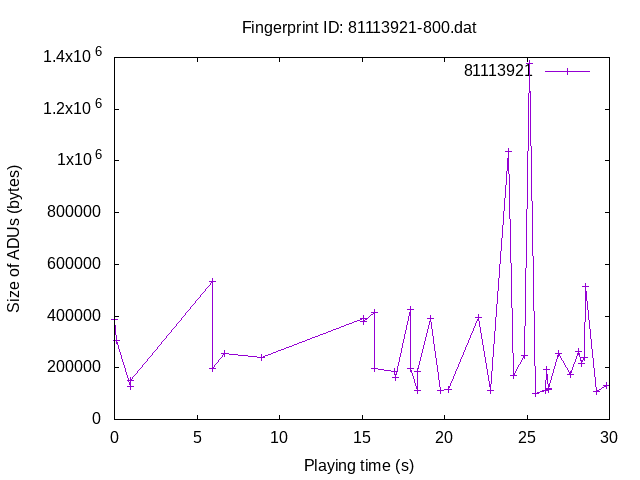 Fingerprint ID: 81113921-800.dat
81113921
Size of ADUs (bytes)
1.4x10^6
1.2x10^6
1x10^6
800000
600000
400000
200000
0
0 5 10 15 20 25 30
Playing time (s)